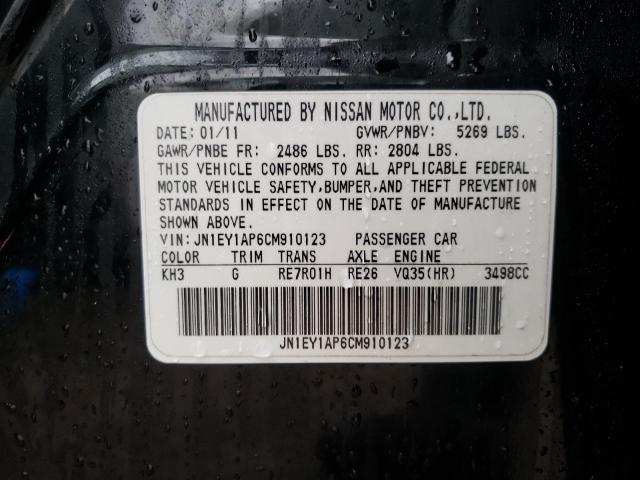 MANUFACTURED BY NISSAN MOTOR CO.,LTD.
DATE: 01/11 GVWR/PNBV: 5269 LBS.
GAWR/PNBE FR: 2486 LBS. RR: 2804 LBS.
THIS VEHICLE CONFORMS TO ALL APPLICABLE FEDERAL
MOTOR VEHICLE SAFETY,BUMPER,AND THEFT PREVENTION
STANDARDS IN EFFECT ON THE DATE OF MANUFACTURE
SHOWN ABOVE.
VIN: JN1EY1AP6CM910123 PASSENGER CAR
COLOR TRIM TRANS AXLE ENGINE
KH3 G RE7R01H RE26 VQ35(HR) 3498CC
JN1EY1AP6CM910123